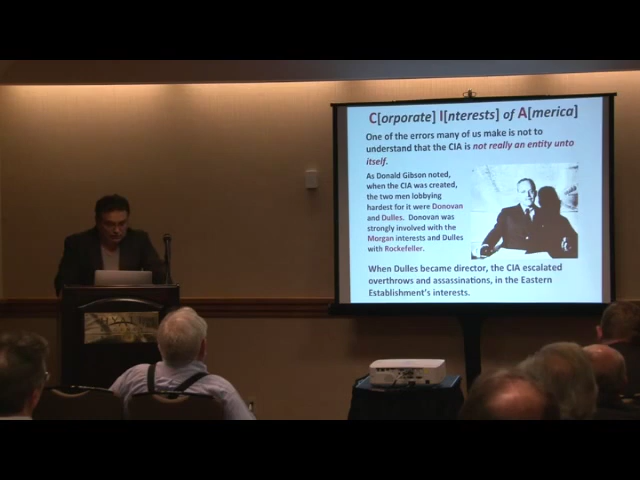 C[orporate] I[nterests] of A[merica]
One of the errors many of us make is not to
understand that the CIA is not really an entity unto
itself.
As Donald Gibson noted,
when the CIA was created,
the two men lobbying
hardest for it were Donovan
and Dulles. Donovan was
strongly involved with the
Morgan interests and Dulles
with Rockefeller.
When Dulles became director, the CIA escalated
overthrows and assassinations, in the Eastern
Establishment's interests.